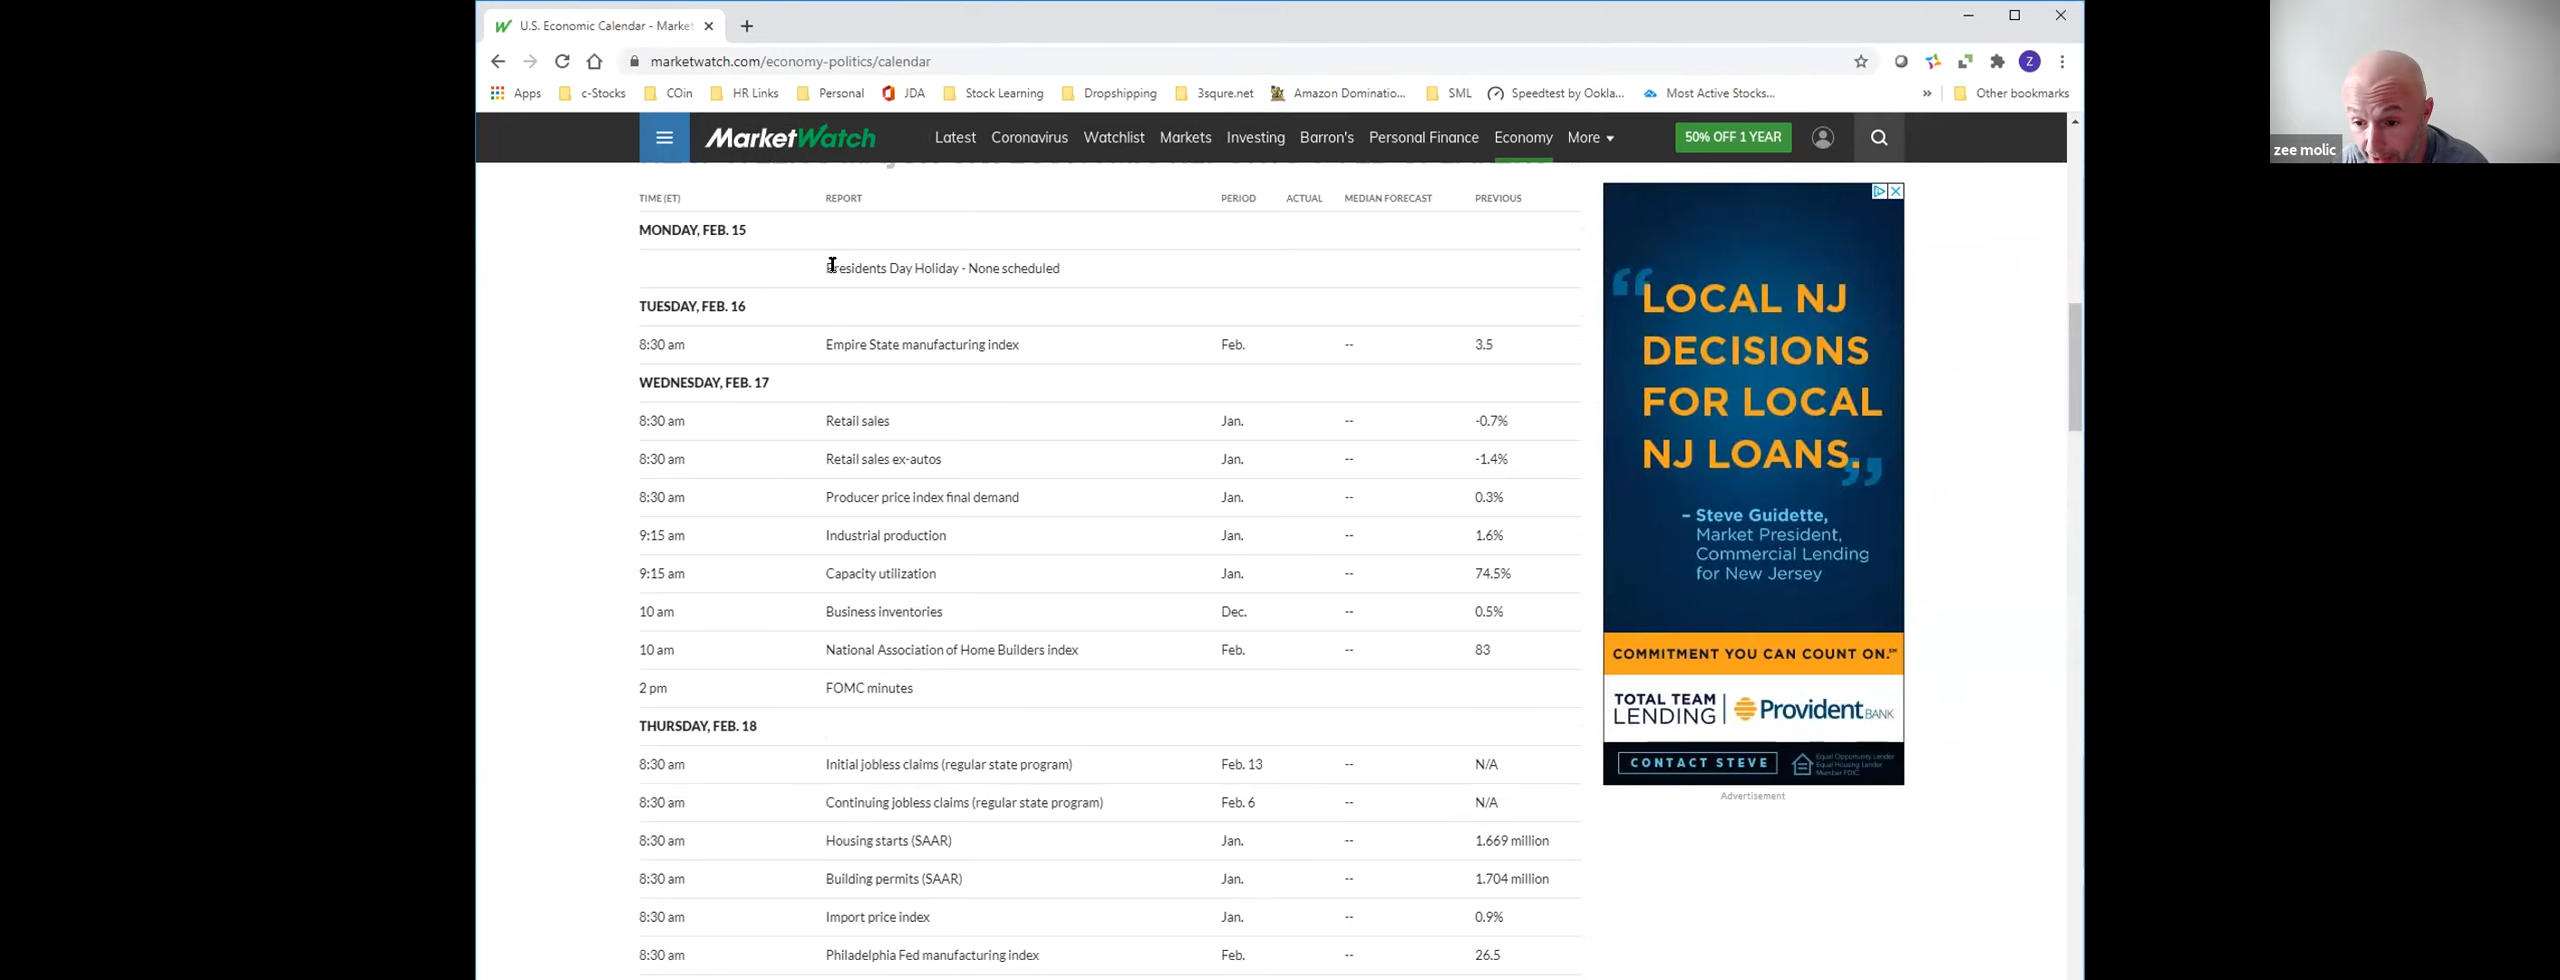 U.S. Economic Calendar - Market
marketwatch.com/economy-politics/calendar
Z
Apps c-Stocks COin HR Links Personal JDA Stock Learning Dropshipping 3squre.net Amazon Dominatio... SML Speedtest by Ookla... Most Active Stocks... » Other bookmarks
MarketWatch Latest Coronavirus Watchlist Markets Investing Barron's Personal Finance Economy More 50% OFF 1 YEAR
zee molic
TIME (ET) REPORT PERIOD ACTUAL MEDIAN FORECAST PREVIOUS
MONDAY, FEB. 15
Presidents Day Holiday - None scheduled
TUESDAY, FEB. 16
8:30 am Empire State manufacturing index Feb. -- 3.5
WEDNESDAY, FEB. 17
8:30 am Retail sales Jan. -- -0.7%
8:30 am Retail sales ex-autos Jan. -- -1.4%
8:30 am Producer price index final demand Jan. -- 0.3%
9:15 am Industrial production Jan. -- 1.6%
9:15 am Capacity utilization Jan. -- 74.5%
10 am Business inventories Dec. -- 0.5%
10 am National Association of Home Builders index Feb. -- 83
2 pm FOMC minutes
THURSDAY, FEB. 18
8:30 am Initial jobless claims (regular state program) Feb. 13 -- N/A
8:30 am Continuing jobless claims (regular state program) Feb. 6 -- N/A
8:30 am Housing starts (SAAR) Jan. -- 1.669 million
8:30 am Building permits (SAAR) Jan. -- 1.704 million
8:30 am Import price index Jan. -- 0.9%
8:30 am Philadelphia Fed manufacturing index Feb. -- 26.5
“LOCAL NJ
DECISIONS
FOR LOCAL
NJ LOANS.”
– Steve Guidette,
Market President,
Commercial Lending
for New Jersey
COMMITMENT YOU CAN COUNT ON.℠
TOTAL TEAM
LENDING
Provident BANK
CONTACT STEVE
Equal Opportunity Lender
Equal Housing Lender
Member FDIC
Advertisement